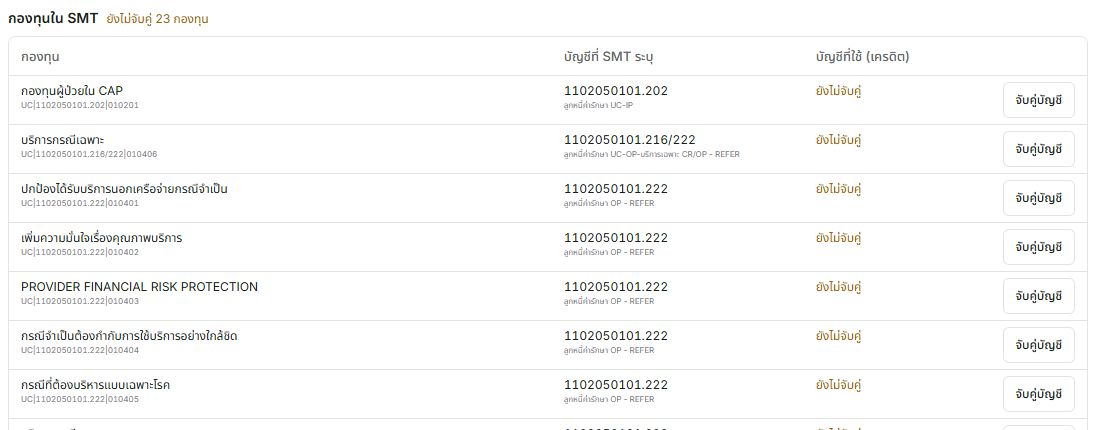 กองทุนใน SMT ยังไม่จับคู่ 23 กองทุน
กองทุน บัญชีที่ SMT ระบุ บัญชีที่ใช้ (เครดิต)
กองทุนผู้ป่วยใน CAP 1102050101.202 ยังไม่จับคู่ จับคู่บัญชี
UC|1102050101.202|010201 ลูกหนี้ค่ารักษา UC-IP
บริการกรณีเฉพาะ 1102050101.216/222 ยังไม่จับคู่ จับคู่บัญชี
UC|1102050101.216/222|010406 ลูกหนี้ค่ารักษา UC-OP-บริการเฉพาะ CR/OP - REFER
ปกป้องได้รับบริการนอกเครือจ่ายกรณีจำเป็น 1102050101.222 ยังไม่จับคู่ จับคู่บัญชี
UC|1102050101.222|010401 ลูกหนี้ค่ารักษา OP - REFER
เพิ่มความมั่นใจเรื่องคุณภาพบริการ 1102050101.222 ยังไม่จับคู่ จับคู่บัญชี
UC|1102050101.222|010402 ลูกหนี้ค่ารักษา OP - REFER
PROVIDER FINANCIAL RISK PROTECTION 1102050101.222 ยังไม่จับคู่ จับคู่บัญชี
UC|1102050101.222|010403 ลูกหนี้ค่ารักษา OP - REFER
กรณีจำเป็นต้องกำกับการใช้บริการอย่างใกล้ชิด 1102050101.222 ยังไม่จับคู่ จับคู่บัญชี
UC|1102050101.222|010404 ลูกหนี้ค่ารักษา OP - REFER
กรณีที่ต้องบริหารแบบเฉพาะโรค 1102050101.222 ยังไม่จับคู่ จับคู่บัญชี
UC|1102050101.222|010405 ลูกหนี้ค่ารักษา OP - REFER